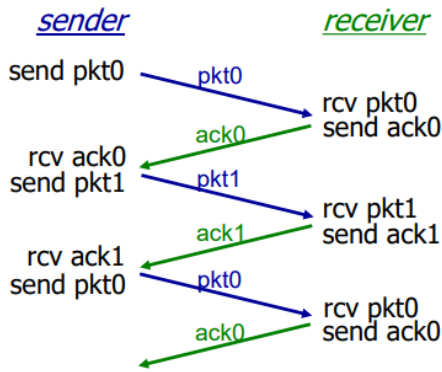 sender receiver
send pkt0
pkt0
rcv pkt0
send ack0
ack0
rcv ack0
send pkt1
pkt1
rcv pkt1
send ack1
ack1
rcv ack1
send pkt0
pkt0
rcv pkt0
send ack0
ack0